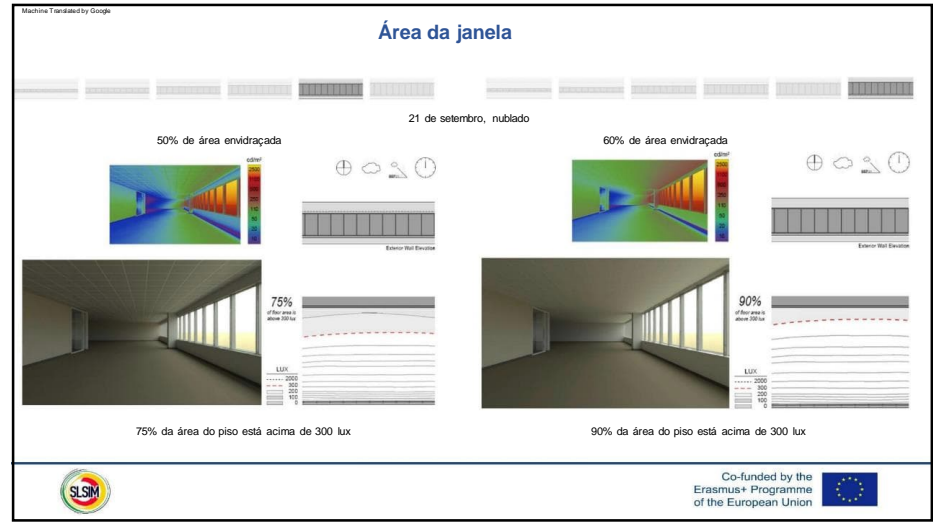 Machine Translated by Google
Área da janela
21 de setembro, nublado
50% de área envidraçada
60% de área envidraçada
cd/m²
Exterior Wall Elevation
75%
of floor area is
above 300 lux
LUX
2000
300
200
100
0
75% da área do piso está acima de 300 lux
cd/m²
Exterior Wall Elevation
90%
of floor area is
above 300 lux
LUX
2000
300
200
100
0
90% da área do piso está acima de 300 lux
SLSIM
Co-funded by the
Erasmus+ Programme
of the European Union